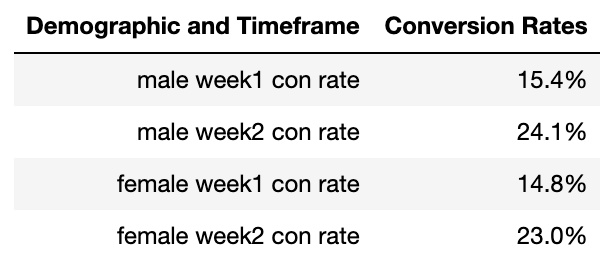 Demographic and Timeframe Conversion Rates
male week1 con rate 15.4%
male week2 con rate 24.1%
female week1 con rate 14.8%
female week2 con rate 23.0%